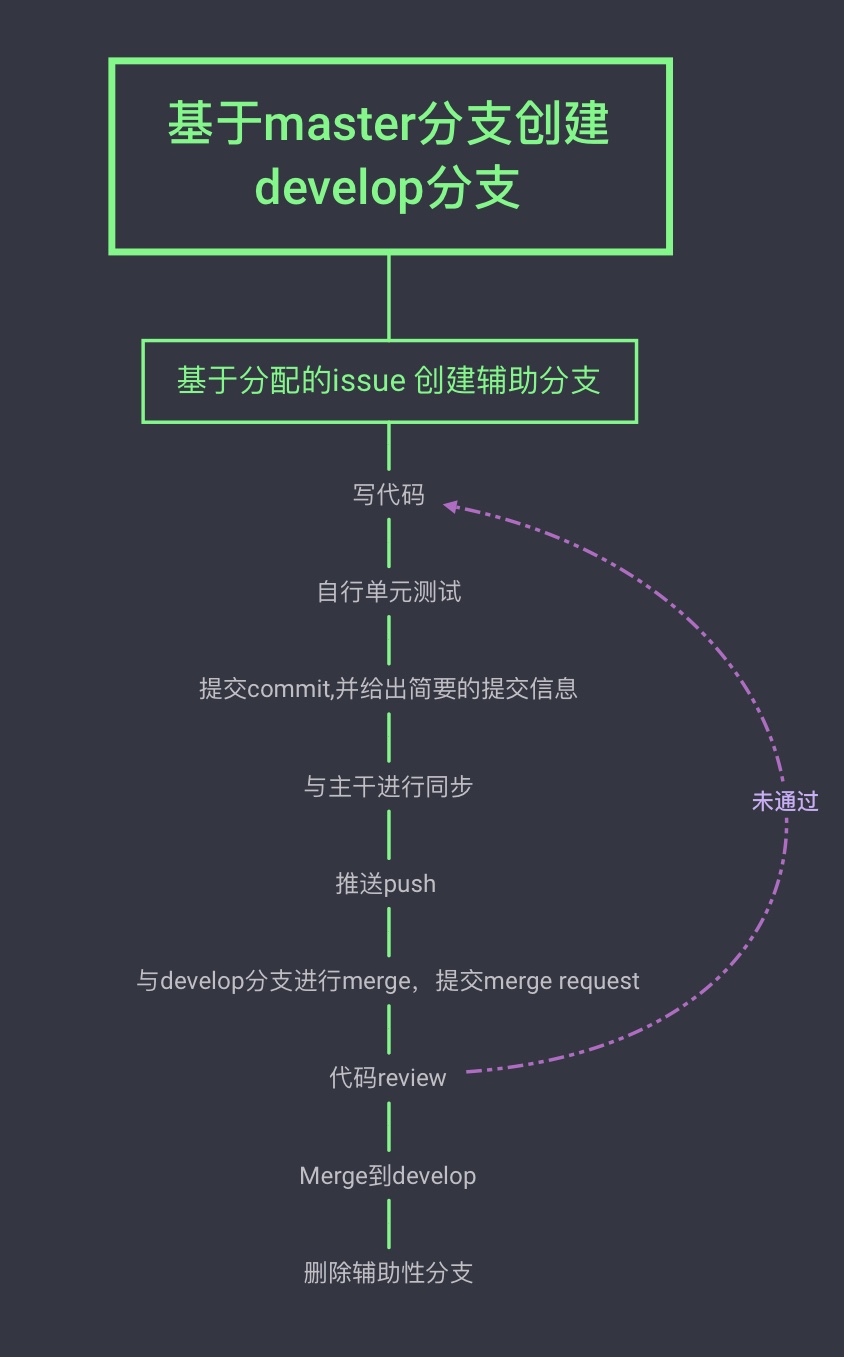 基于master分支创建
develop分支
基于分配的issue 创建辅助分支
写代码
自行单元测试
提交commit,并给出简要的提交信息
与主干进行同步
未通过
推送push
与develop分支进行merge，提交merge request
代码review
Merge到develop
删除辅助性分支